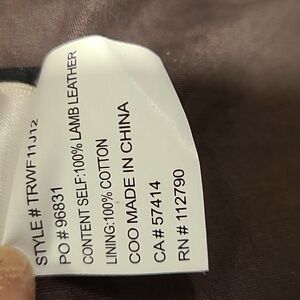 STYLE # TRWF11J12
PO # 96831
CONTENT SELF:100% LAMB LEATHER
LINING:100% COTTON
COO MADE IN CHINA
CA # 57414
RN # 112790